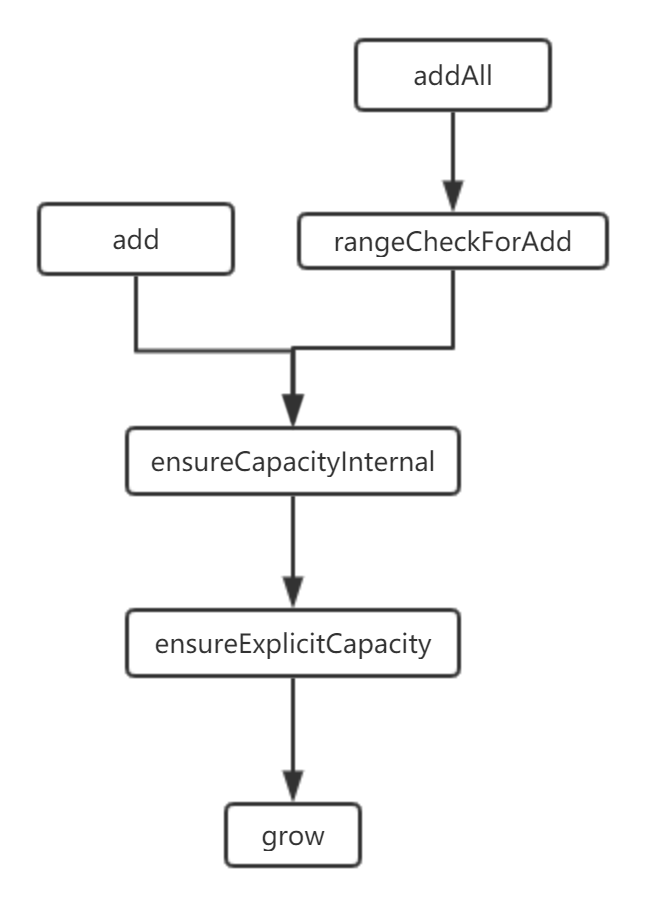 addAll
add
rangeCheckForAdd
ensureCapacityInternal
ensureExplicitCapacity
grow